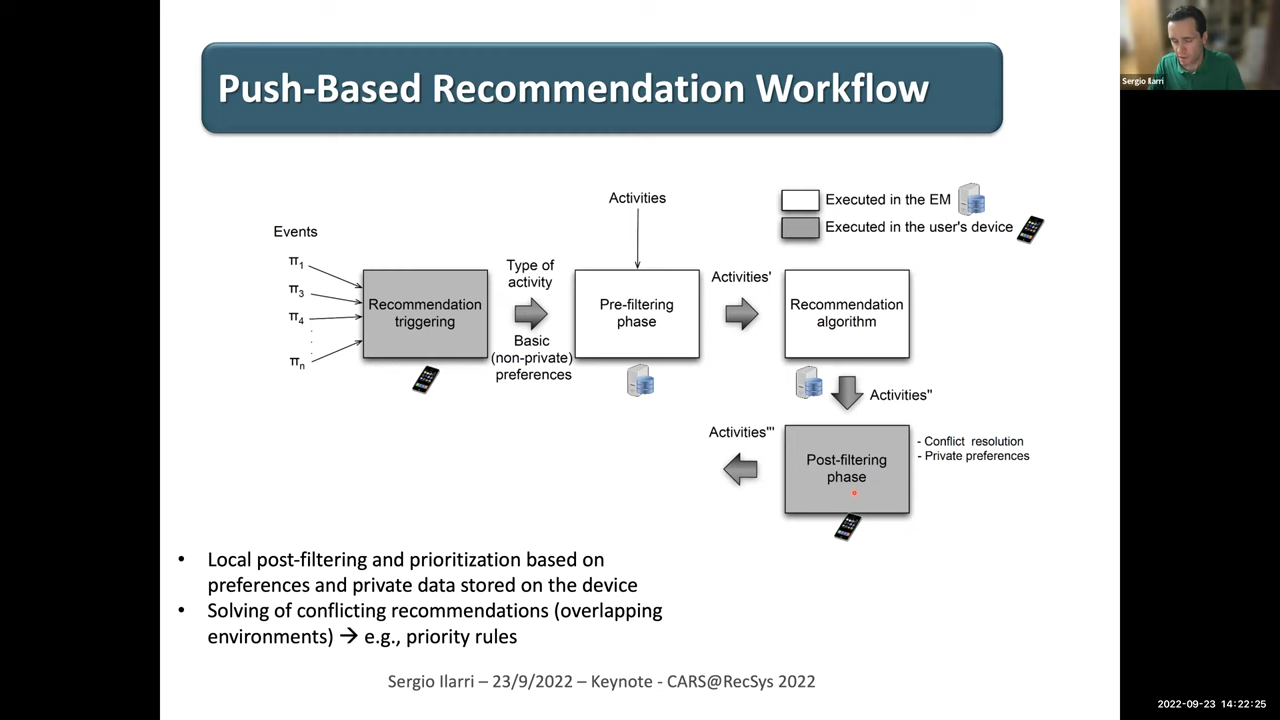 Push-Based Recommendation Workflow
Sergio Ilarri
Activities
Executed in the EM
Executed in the user's device
Events
π1
π3
π4
.
.
πn
Recommendation
triggering
Type of
activity
Basic
(non-private)
preferences
Pre-filtering
phase
Activities'
Recommendation
algorithm
Activities''
Activities'''
Post-filtering
phase
- Conflict resolution
- Private preferences
• Local post-filtering and prioritization based on
preferences and private data stored on the device
• Solving of conflicting recommendations (overlapping
environments) → e.g., priority rules
Sergio Ilarri – 23/9/2022 – Keynote - CARS@RecSys 2022
2022-09-23 14:22:25